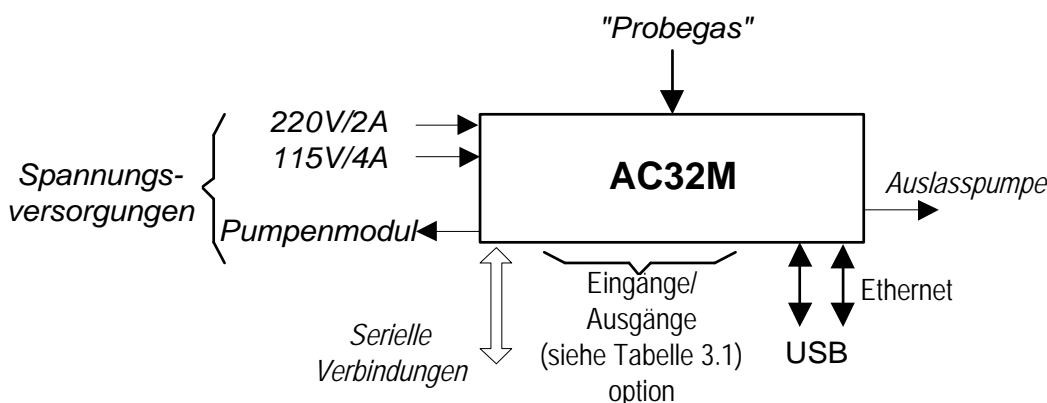 "Probegas"
220V/2A
115V/4A
Spannungs-
versorgungen
Pumpenmodul
AC32M
Auslasspumpe
Serielle
Verbindungen
Eingänge/
Ausgänge
(siehe Tabelle 3.1)
option
USB
Ethernet